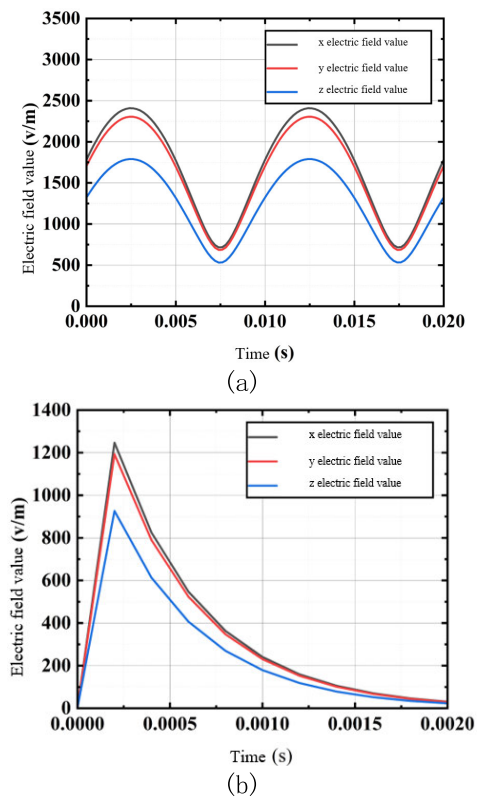 3500
3000
2500
2000
1500
1000
500
0
Electric field value (v/m)
x electric field value
y electric field value
z electric field value
0.000 0.005 0.010 0.015 0.020
Time (s)
(a)
1400
1200
1000
800
600
400
200
0
Electric field value (v/m)
x electric field value
y electric field value
z electric field value
0.0000 0.0005 0.0010 0.0015 0.0020
Time (s)
(b)